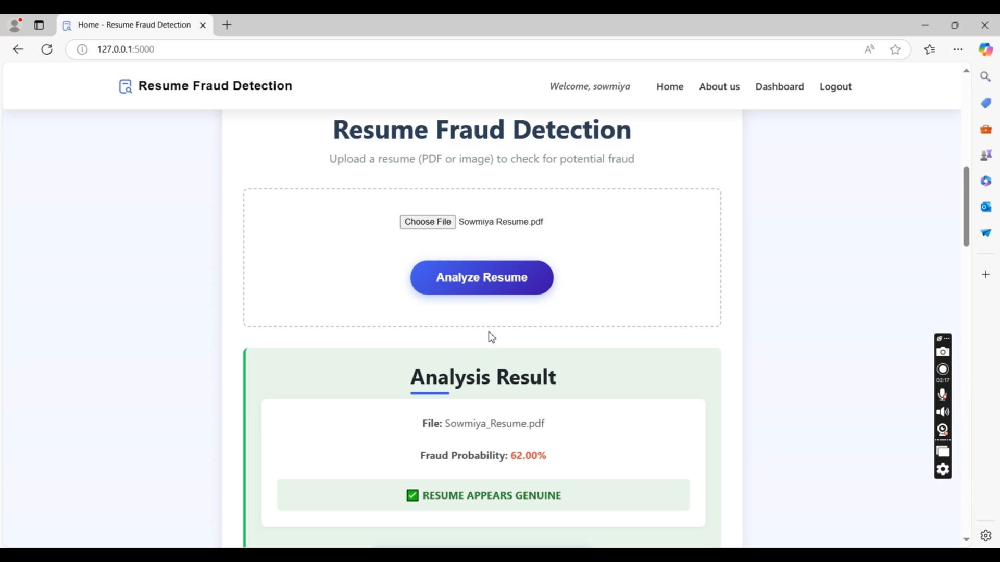 Home - Resume Fraud Detection
127.0.0.1:5000
Resume Fraud Detection
Welcome, sowmiya
Home
About us
Dashboard
Logout
Resume Fraud Detection
Upload a resume (PDF or image) to check for potential fraud
Choose File Sowmiya Resume.pdf
Analyze Resume
Analysis Result
File: Sowmiya_Resume.pdf
Fraud Probability: 62.00%
✅ RESUME APPEARS GENUINE
02:17